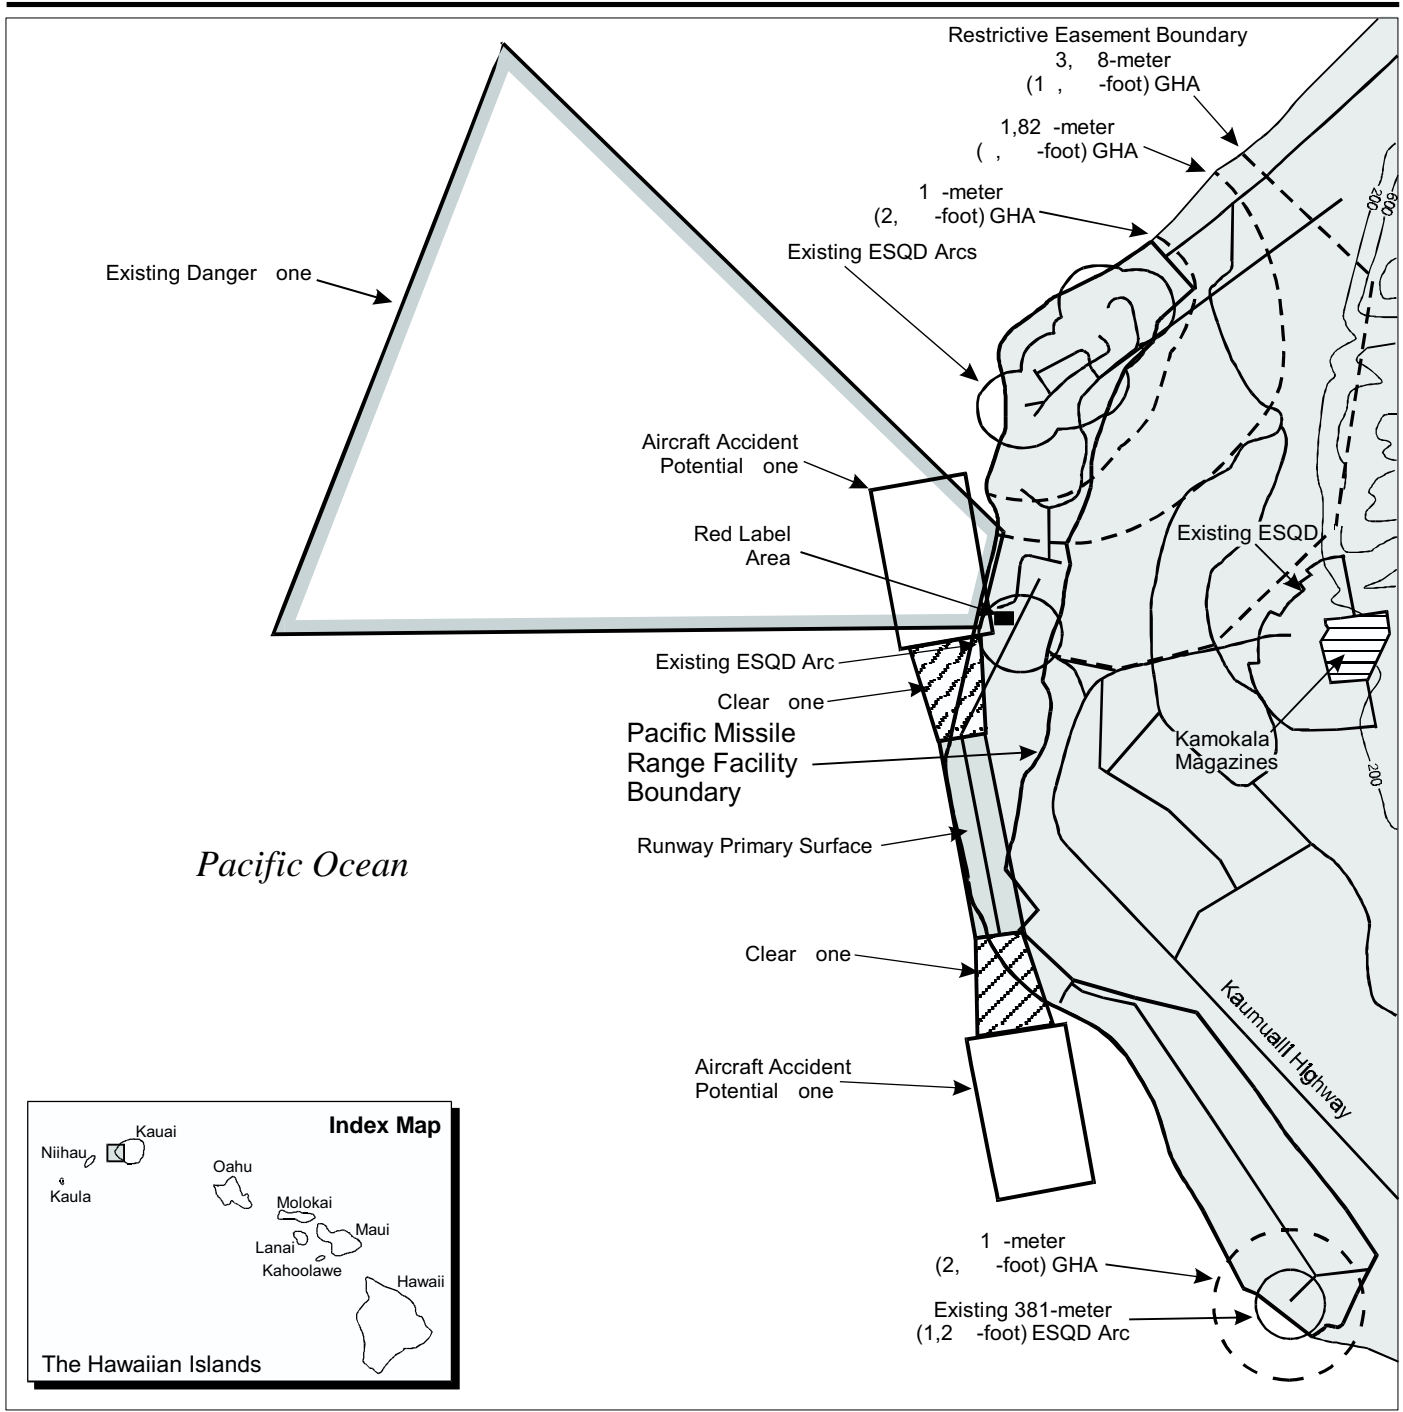 Restrictive Easement Boundary
3, 8-meter
(1 , -foot) GHA
1,82 -meter
( , -foot) GHA
1 -meter
(2, -foot) GHA
Existing ESQD Arcs
Existing Danger one
200
600
Aircraft Accident
Potential one
Red Label
Area
Existing ESQD
Existing ESQD Arc
Clear one
Pacific Missile
Range Facility
Boundary
Kamokala
Magazines
200
Runway Primary Surface
Pacific Ocean
Clear one
Kaumualii Highway
Aircraft Accident
Potential one
Index Map
Kauai
Niihau
Kaula
Oahu
Molokai
Maui
Lanai
Kahoolawe
Hawaii
The Hawaiian Islands
1 -meter
(2, -foot) GHA
Existing 381-meter
(1,2 -foot) ESQD Arc